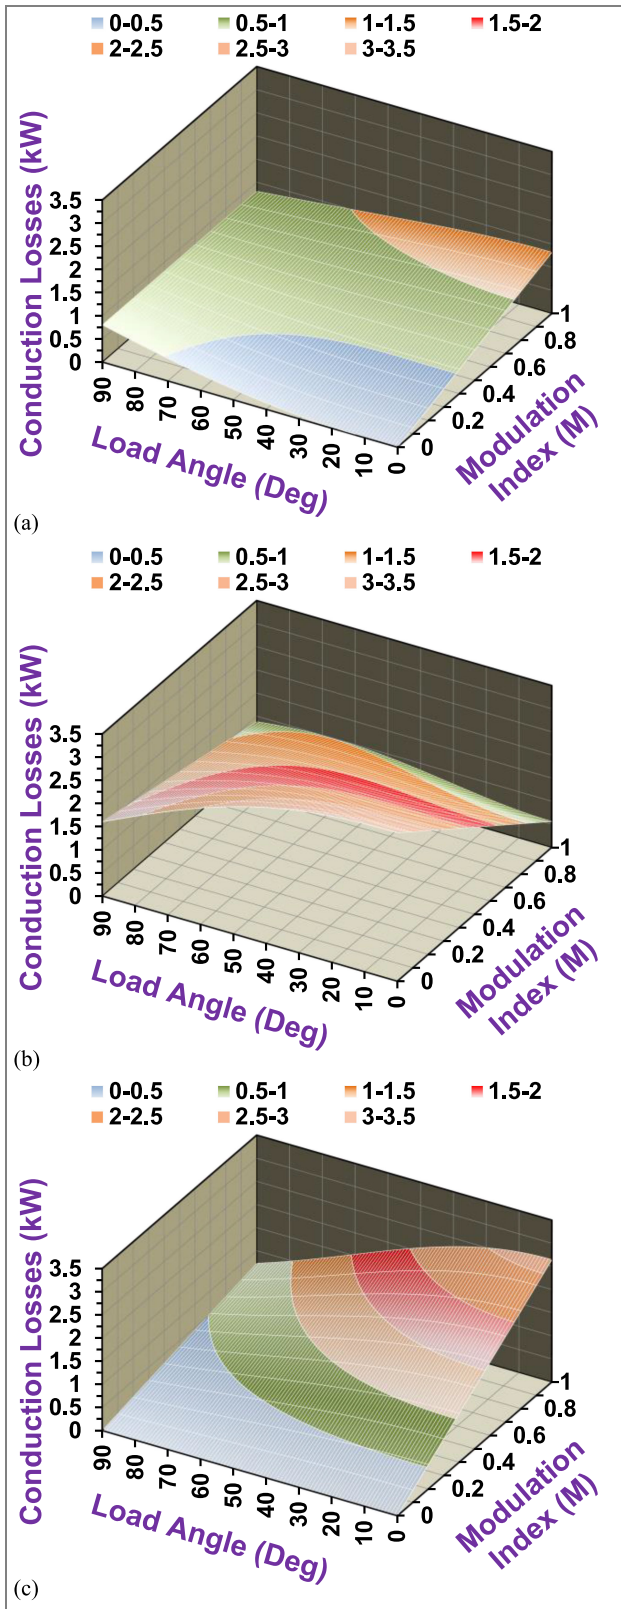 0-0.5 0.5-1 1-1.5 1.5-2
2-2.5 2.5-3 3-3.5
Conduction Losses (kW)
3.5
3
2.5
2
1.5
1
0.5
0
90 80 70 60 50 40 30 20 10 0
Load Angle (Deg)
0 0.2 0.4 0.6 0.8 1
Modulation
Index (M)
(a)
0-0.5 0.5-1 1-1.5 1.5-2
2-2.5 2.5-3 3-3.5
Conduction Losses (kW)
3.5
3
2.5
2
1.5
1
0.5
0
90 80 70 60 50 40 30 20 10 0
Load Angle (Deg)
0 0.2 0.4 0.6 0.8 1
Modulation
Index (M)
(b)
0-0.5 0.5-1 1-1.5 1.5-2
2-2.5 2.5-3 3-3.5
Conduction Losses (kW)
3.5
3
2.5
2
1.5
1
0.5
0
90 80 70 60 50 40 30 20 10 0
Load Angle (Deg)
0 0.2 0.4 0.6 0.8 1
Modulation
Index (M)
(c)